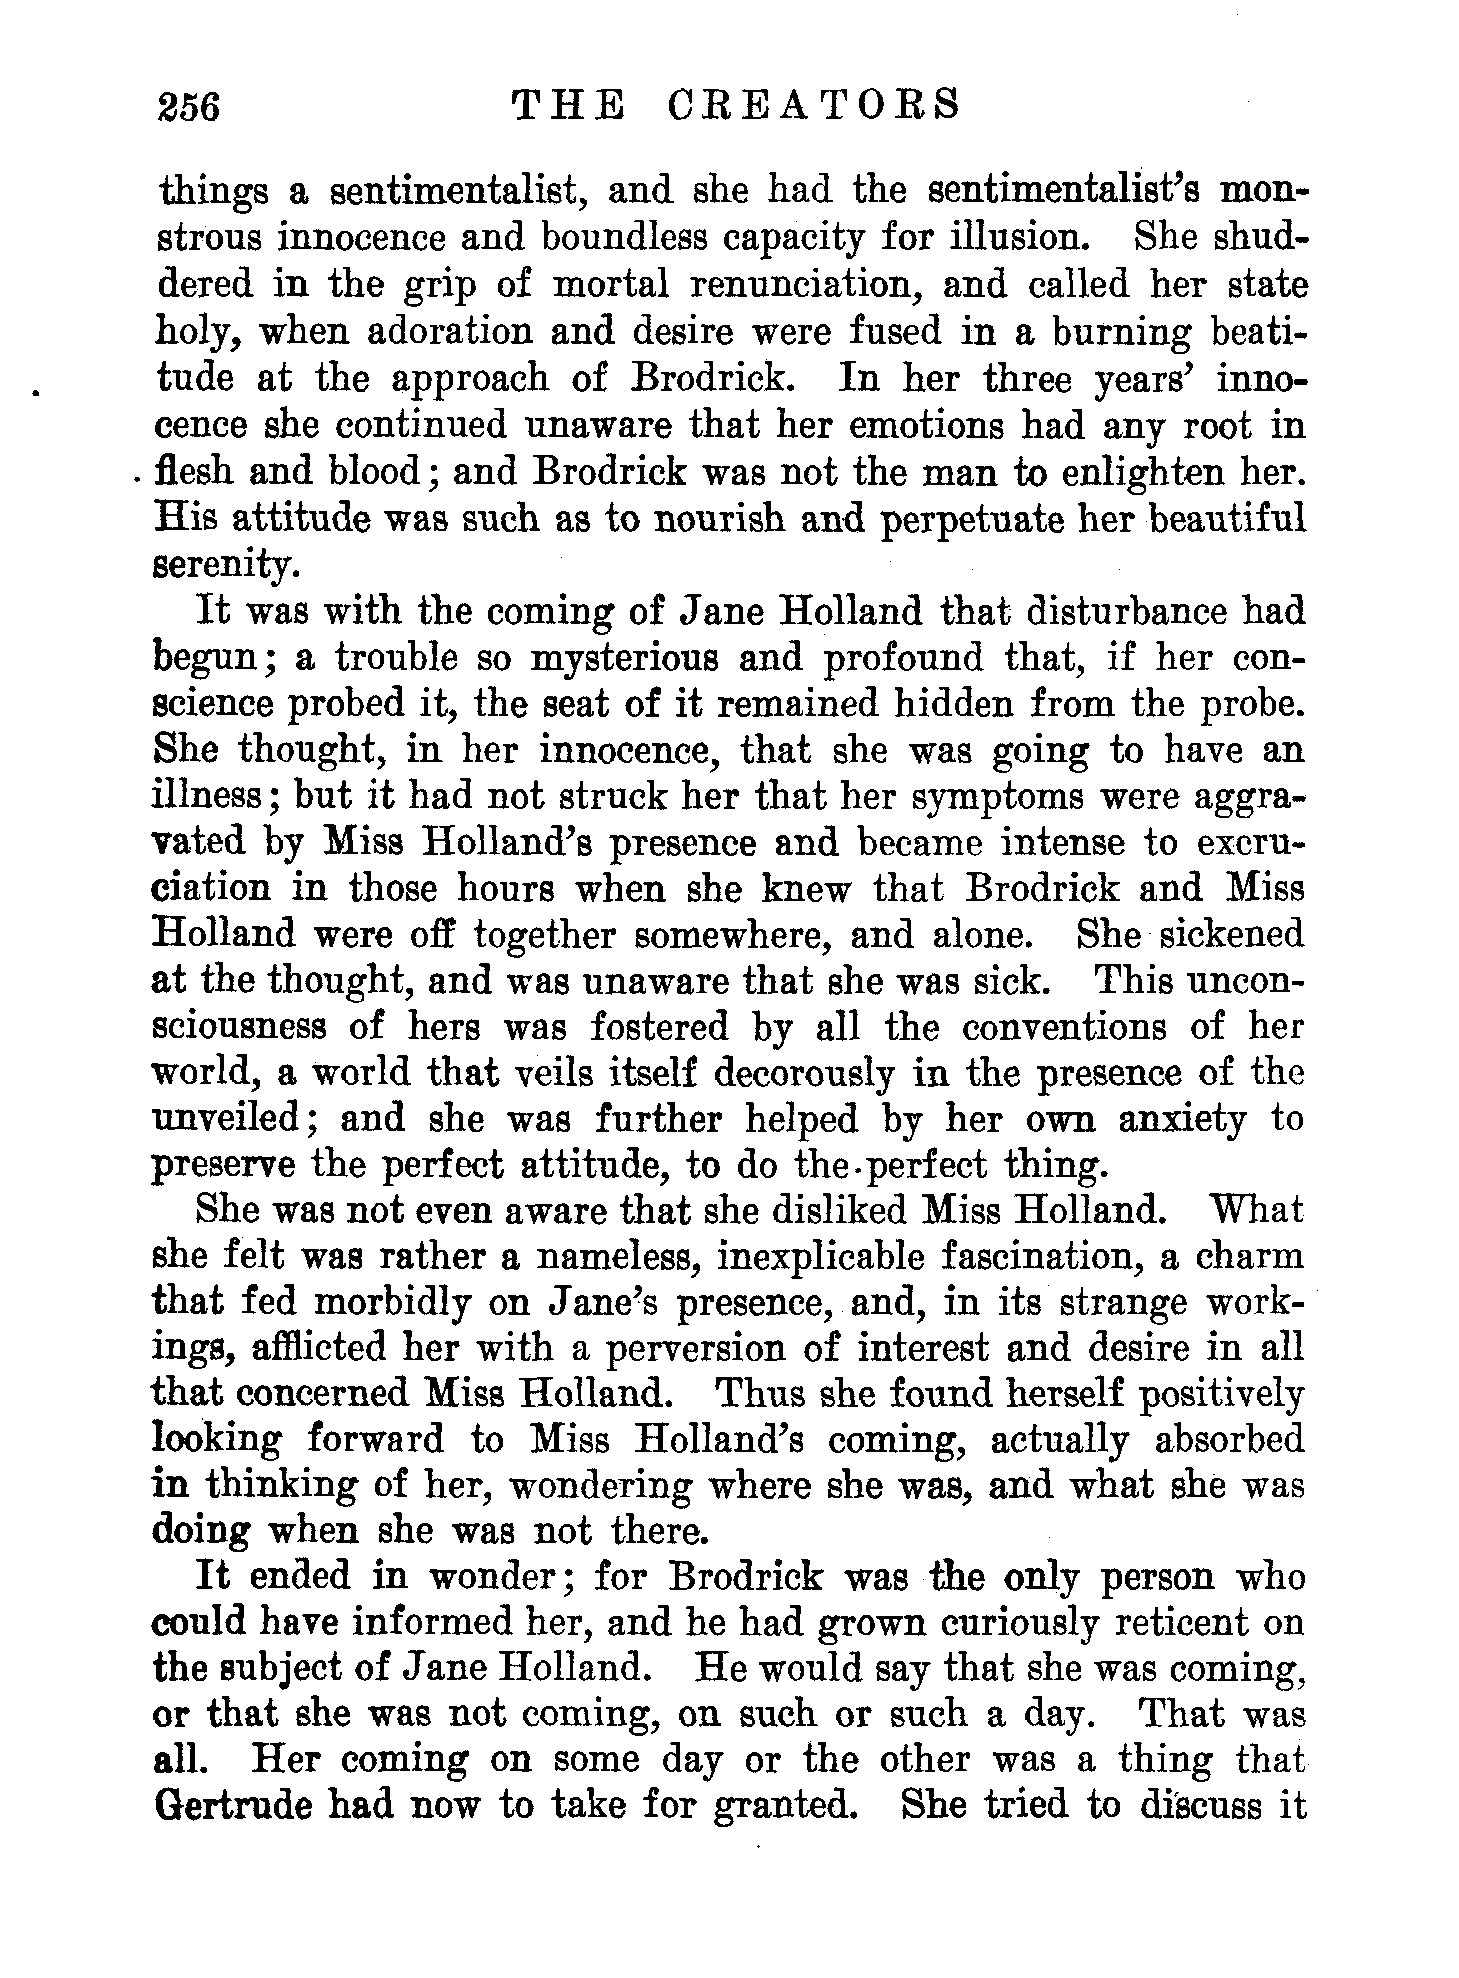 256 THE CREATORS
things a sentimentalist, and she had the sentimentalist's mon-
strous innocence and boundless capacity for illusion. She shud-
dered in the grip of mortal renunciation, and called her state
holy, when adoration and desire were fused in a burning beati-
tude at the approach of Brodrick. In her three years' inno-
cence she continued unaware that her emotions had any root in
flesh and blood; and Brodrick was not the man to enlighten her.
His attitude was such as to nourish and perpetuate her beautiful
serenity.
It was with the coming of Jane Holland that disturbance had
begun; a trouble so mysterious and profound that, if her con-
science probed it, the seat of it remained hidden from the probe.
She thought, in her innocence, that she was going to have an
illness; but it had not struck her that her symptoms were aggra-
vated by Miss Holland's presence and became intense to excru-
ciation in those hours when she knew that Brodrick and Miss
Holland were off together somewhere, and alone. She sickened
at the thought, and was unaware that she was sick. This uncon-
sciousness of hers was fostered by all the conventions of her
world, a world that veils itself decorously in the presence of the
unveiled; and she was further helped by her own anxiety to
preserve the perfect attitude, to do the perfect thing.
She was not even aware that she disliked Miss Holland. What
she felt was rather a nameless, inexplicable fascination, a charm
that fed morbidly on Jane's presence, and, in its strange work-
ings, afflicted her with a perversion of interest and desire in all
that concerned Miss Holland. Thus she found herself positively
looking forward to Miss Holland's coming, actually absorbed
in thinking of her, wondering where she was, and what she was
doing when she was not there.
It ended in wonder; for Brodrick was the only person who
could have informed her, and he had grown curiously reticent on
the subject of Jane Holland. He would say that she was coming,
or that she was not coming, on such or such a day. That was
all. Her coming on some day or the other was a thing that
Gertrude had now to take for granted. She tried to discuss it